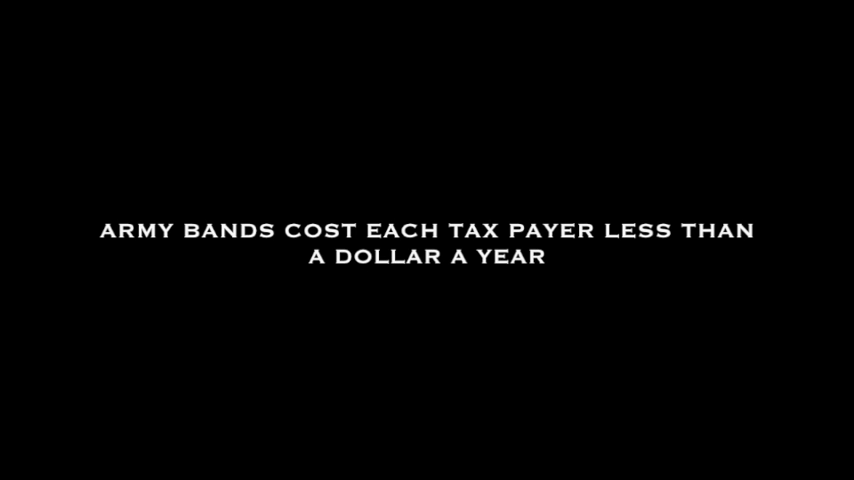 ARMY BANDS COST EACH TAX PAYER LESS THAN
A DOLLAR A YEAR